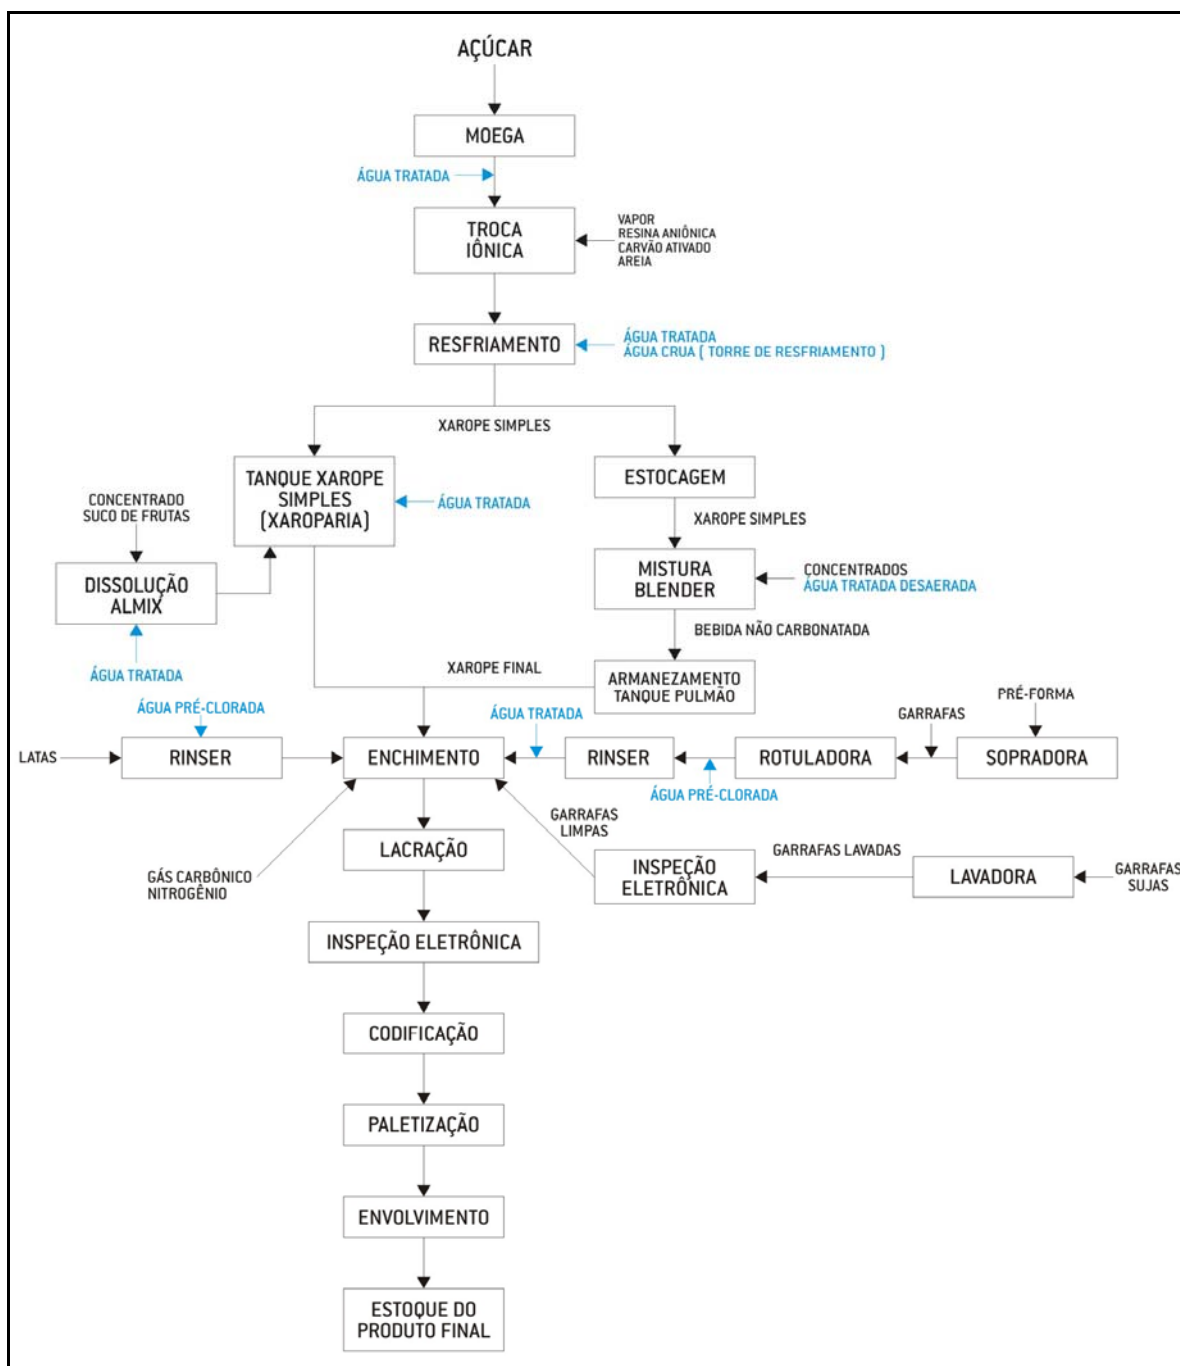 AÇÚCAR
MOEGA
ÁGUA TRATADA
TROCA
IÔNICA
VAPOR
RESINA ANIÔNICA
CARVÃO ATIVADO
AREIA
RESFRIAMENTO
ÁGUA TRATADA
ÁGUA CRUA ( TORRE DE RESFRIAMENTO )
XAROPE SIMPLES
TANQUE XAROPE
SIMPLES
(XAROPARIA)
ÁGUA TRATADA
ESTOCAGEM
CONCENTRADO
SUCO DE FRUTAS
XAROPE SIMPLES
DISSOLUÇÃO
ALMIX
MISTURA
BLENDER
CONCENTRADOS
ÁGUA TRATADA DESAERADA
BEBIDA NÃO CARBONATADA
ÁGUA TRATADA
XAROPE FINAL
ARMANEZAMENTO
TANQUE PULMÃO
ÁGUA PRÉ-CLORADA
ÁGUA TRATADA
GARRAFAS
PRÉ-FORMA
LATAS
RINSER
ENCHIMENTO
RINSER
ROTULADORA
SOPRADORA
ÁGUA PRÉ-CLORADA
GARRAFAS
LIMPAS
LACRAÇÃO
GÁS CARBÔNICO
NITROGÊNIO
INSPEÇÃO
ELETRÔNICA
GARRAFAS LAVADAS
LAVADORA
GARRAFAS
SUJAS
INSPEÇÃO ELETRÔNICA
CODIFICAÇÃO
PALETIZAÇÃO
ENVOLVIMENTO
ESTOQUE DO
PRODUTO FINAL